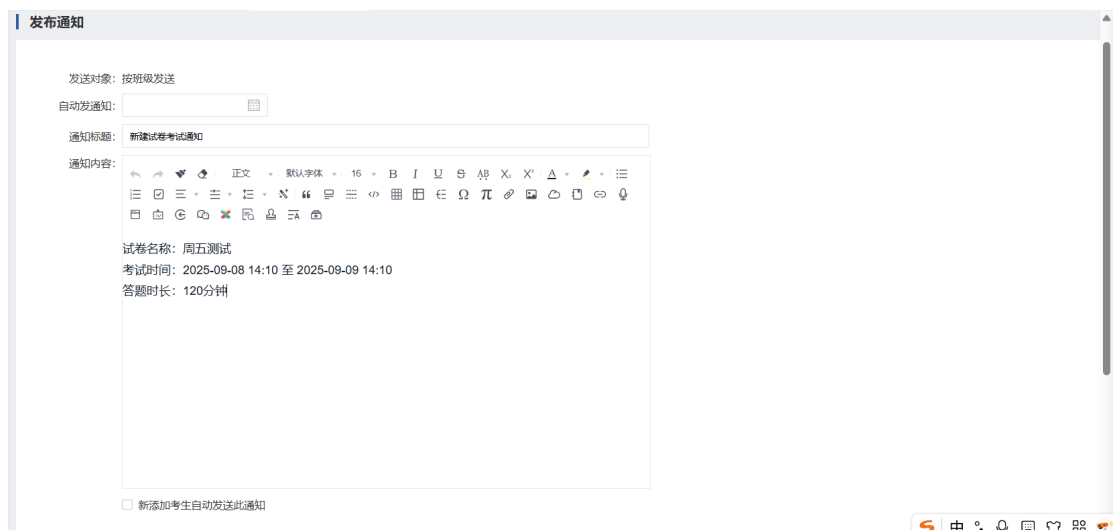 发布通知
发送对象：按班级发送
自动发通知：
通知标题：新建试卷考试通知
通知内容：
正文 默认字体 16 B I U S AB X₂ X² A
试卷名称：周五测试
考试时间：2025-09-08 14:10 至 2025-09-09 14:10
答题时长：120分钟
新添加考生自动发送此通知
中